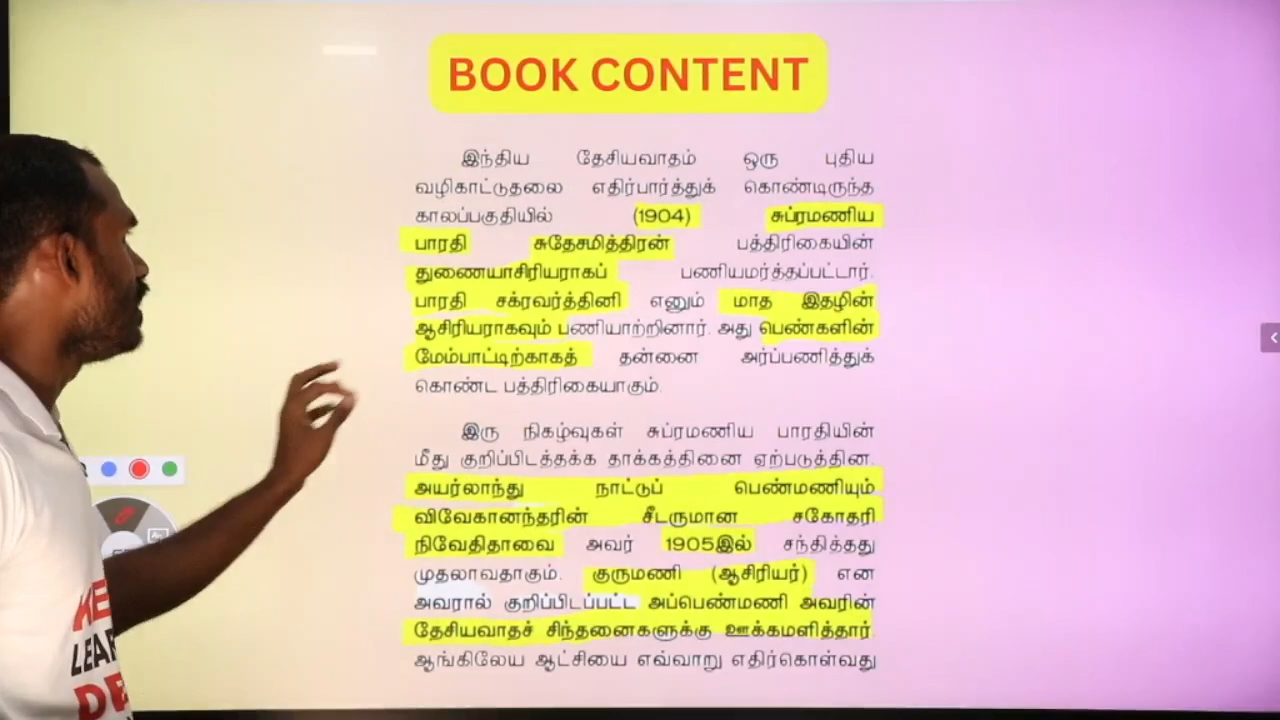 BOOK CONTENT
இந்திய தேசியவாதம் ஒரு புதிய
வழிகாட்டுதலை எதிர்பார்த்துக் கொண்டிருந்த
காலப்பகுதியில் (1904) சுப்ரமணிய
பாரதி சுதேசமித்திரன் பத்திரிகையின்
துணையாசிரியராகப் பணியமர்த்தப்பட்டார்.
பாரதி சக்ரவர்த்தினி எனும் மாத இதழின்
ஆசிரியராகவும் பணியாற்றினார். அது பெண்களின்
மேம்பாட்டிற்காகத் தன்னை அர்ப்பணித்துக்
கொண்ட பத்திரிகையாகும்.
இரு நிகழ்வுகள் சுப்ரமணிய பாரதியின்
மீது குறிப்பிடத்தக்க தாக்கத்தினை ஏற்படுத்தின.
அயர்லாந்து நாட்டுப் பெண்மணியும்
விவேகானந்தரின் சீடருமான சகோதரி
நிவேதிதாவை அவர் 1905இல் சந்தித்தது
முதலாவதாகும். குருமணி (ஆசிரியர்) என
அவரால் குறிப்பிடப்பட்ட அப்பெண்மணி அவரின்
தேசியவாதச் சிந்தனைகளுக்கு ஊக்கமளித்தார்.
ஆங்கிலேய ஆட்சியை எவ்வாறு எதிர்கொள்வது